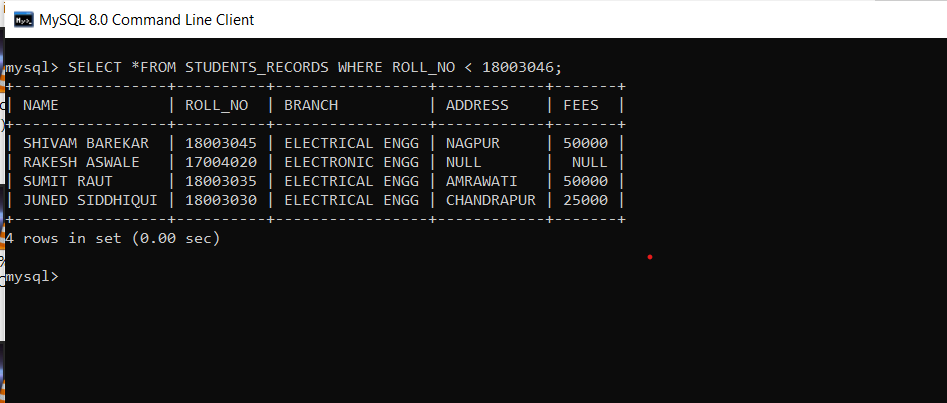 MySQL 8.0 Command Line Client
mysql> SELECT *FROM STUDENTS_RECORDS WHERE ROLL_NO < 18003046;
+-----------------+----------+-----------------+------------+-------+
| NAME            | ROLL_NO  | BRANCH          | ADDRESS    | FEES  |
+-----------------+----------+-----------------+------------+-------+
| SHIVAM BAREKAR  | 18003045 | ELECTRICAL ENGG | NAGPUR     | 50000 |
| RAKESH ASWALE   | 17004020 | ELECTRONIC ENGG | NULL       |  NULL |
| SUMIT RAUT      | 18003035 | ELECTRICAL ENGG | AMRAWATI   | 50000 |
| JUNED SIDDHIQUI | 18003030 | ELECTRICAL ENGG | CHANDRAPUR | 25000 |
+-----------------+----------+-----------------+------------+-------+
4 rows in set (0.00 sec)
mysql>